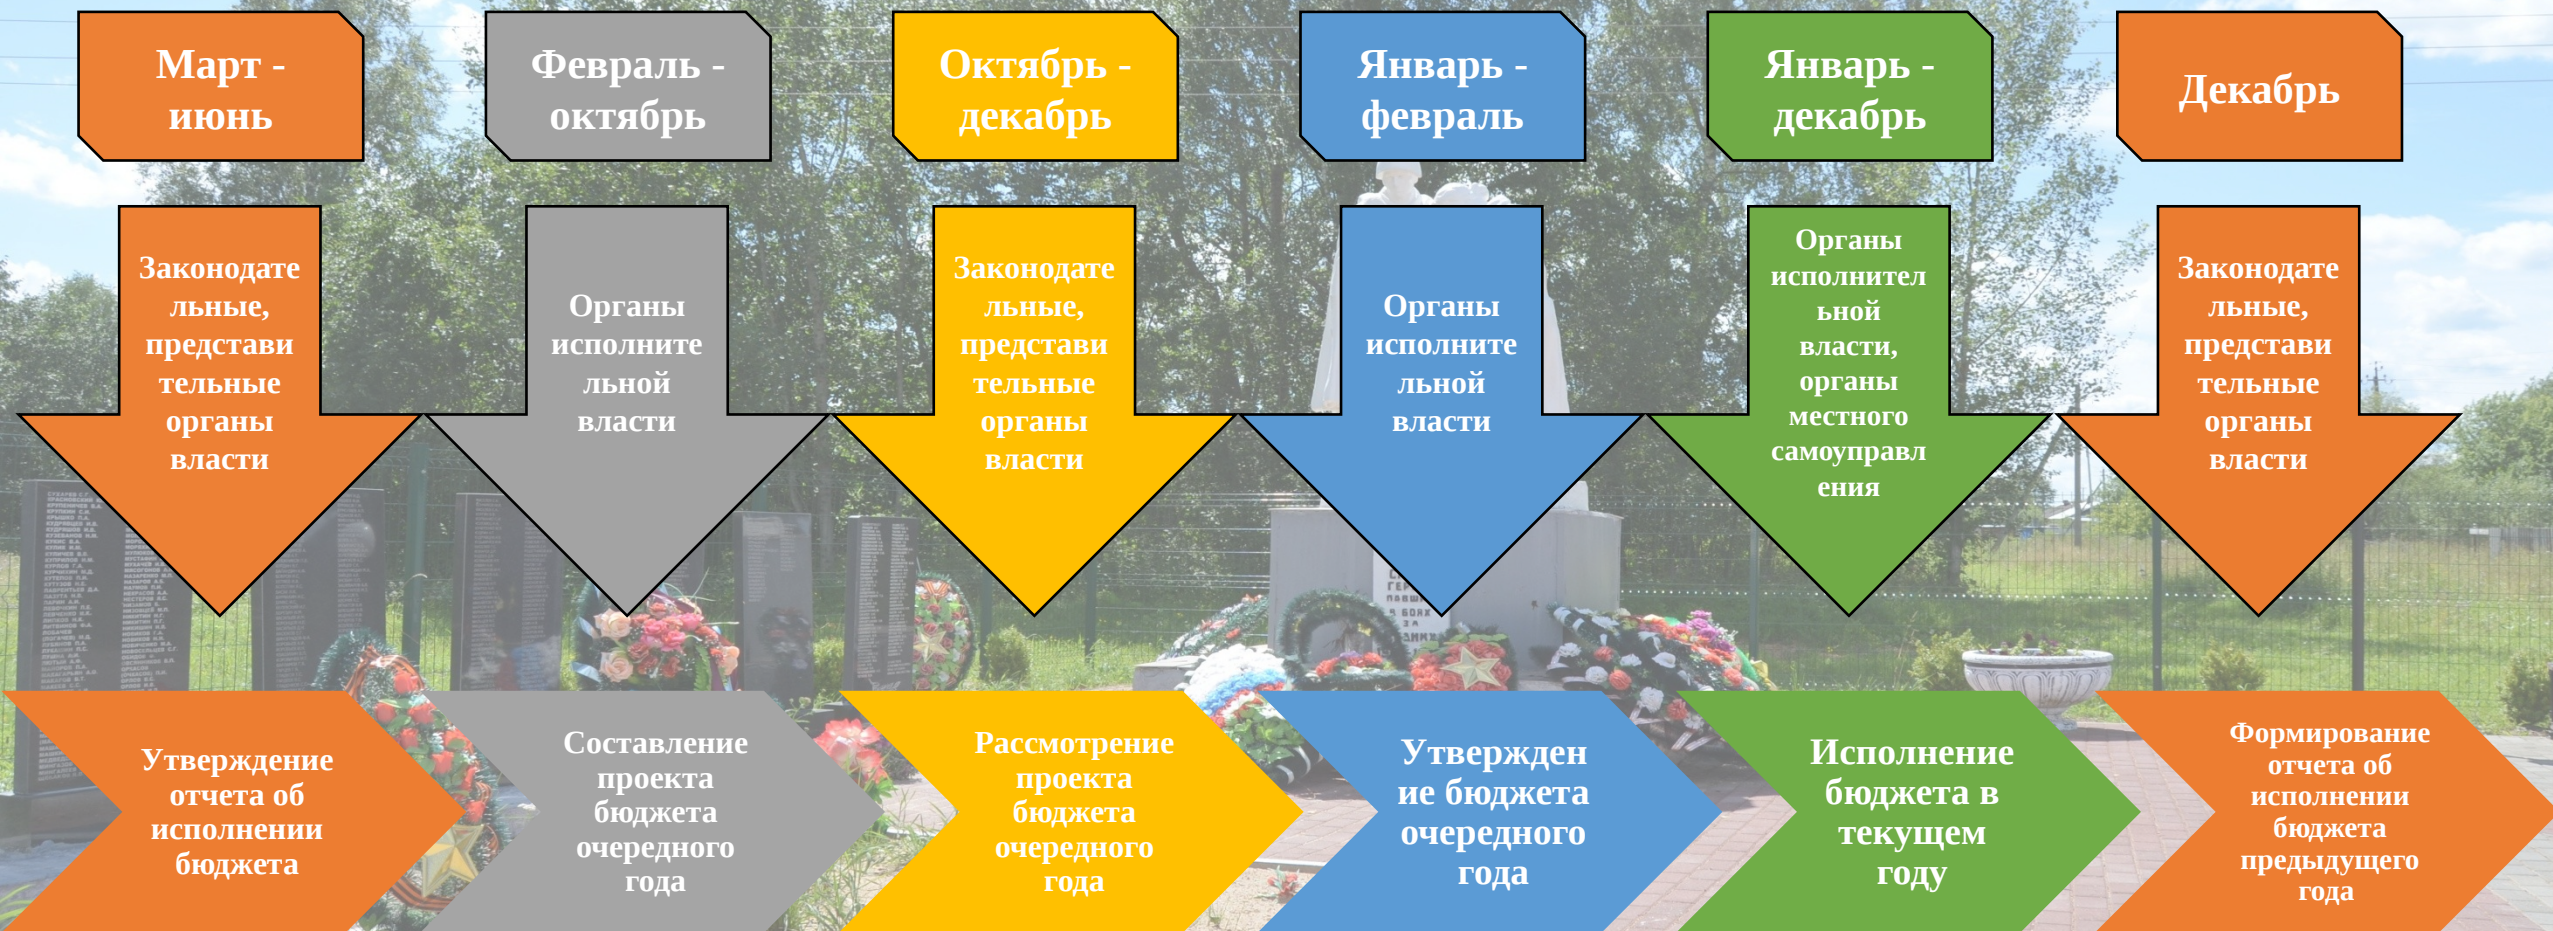 Март -
июнь
Февраль -
октябрь
Октябрь -
декабрь
Январь -
февраль
Январь -
декабрь
Декабрь
Законодате
льные,
представи
тельные
органы
власти
Органы
исполните
льной
власти
Законодате
льные,
представи
тельные
органы
власти
Органы
исполните
льной
власти
Органы
исполнител
ьной
власти,
органы
местного
самоуправл
ения
Законодате
льные,
представи
тельные
органы
власти
Утверждение
отчета об
исполнении
бюджета
Составление
проекта
бюджета
очередного
года
Рассмотрение
проекта
бюджета
очередного
года
Утвержден
ие бюджета
очередного
года
Исполнение
бюджета в
текущем
году
Формирование
отчета об
исполнении
бюджета
предыдущего
года